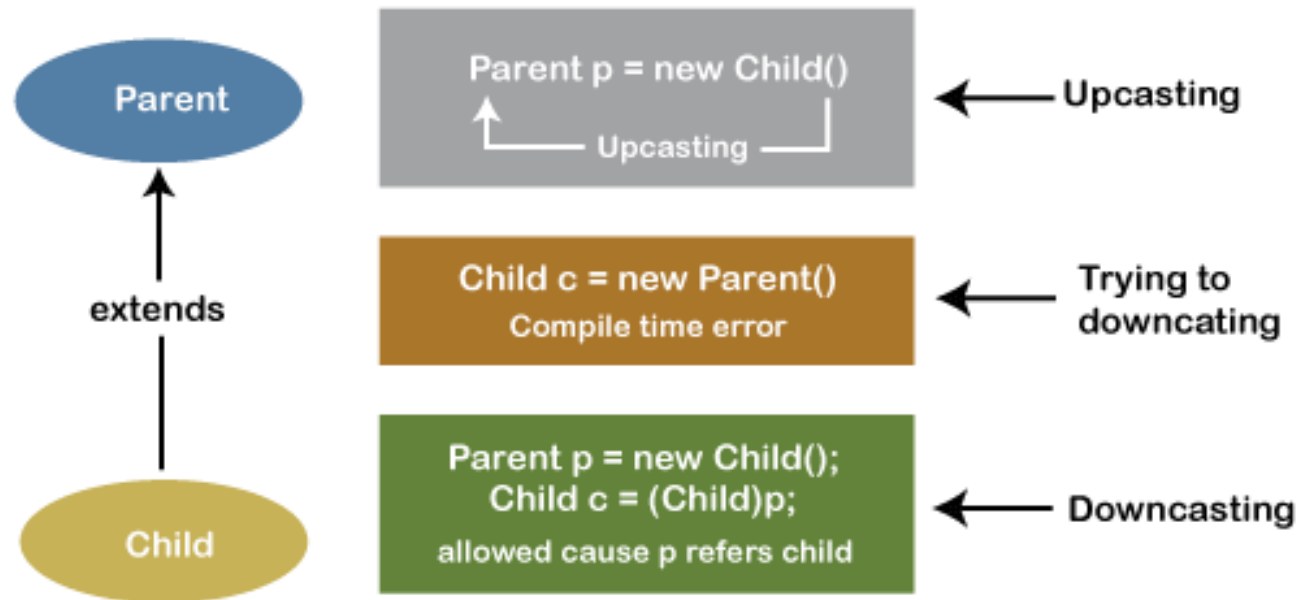 Parent
extends
Child
Parent p = new Child()
Upcasting
Upcasting
Child c = new Parent()
Compile time error
Trying to
downcating
Parent p = new Child();
Child c = (Child)p;
allowed cause p refers child
Downcasting